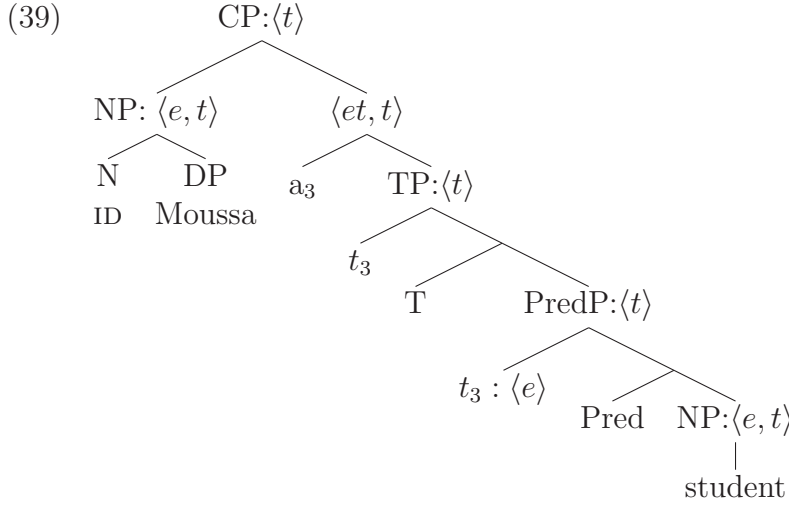 (39) CP:⟨t⟩
NP: ⟨e, t⟩ ⟨et, t⟩
N DP a₃ TP:⟨t⟩
ID Moussa
t₃
T PredP:⟨t⟩
t₃ : ⟨e⟩
Pred NP:⟨e, t⟩
student